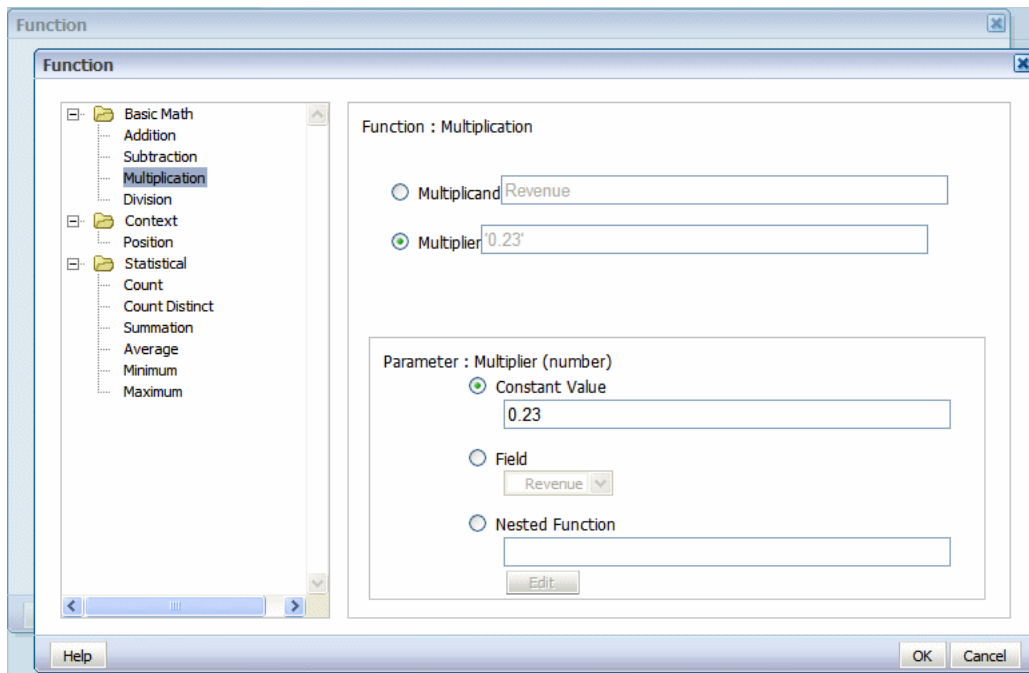 Function
Function
Basic Math
Addition
Subtraction
Multiplication
Division
Context
Position
Statistical
Count
Count Distinct
Summation
Average
Minimum
Maximum
Function : Multiplication
Multiplicand Revenue
Multiplier '0.23'
Parameter : Multiplier (number)
Constant Value
0.23
Field
Revenue
Nested Function
Edit
Help
OK
Cancel